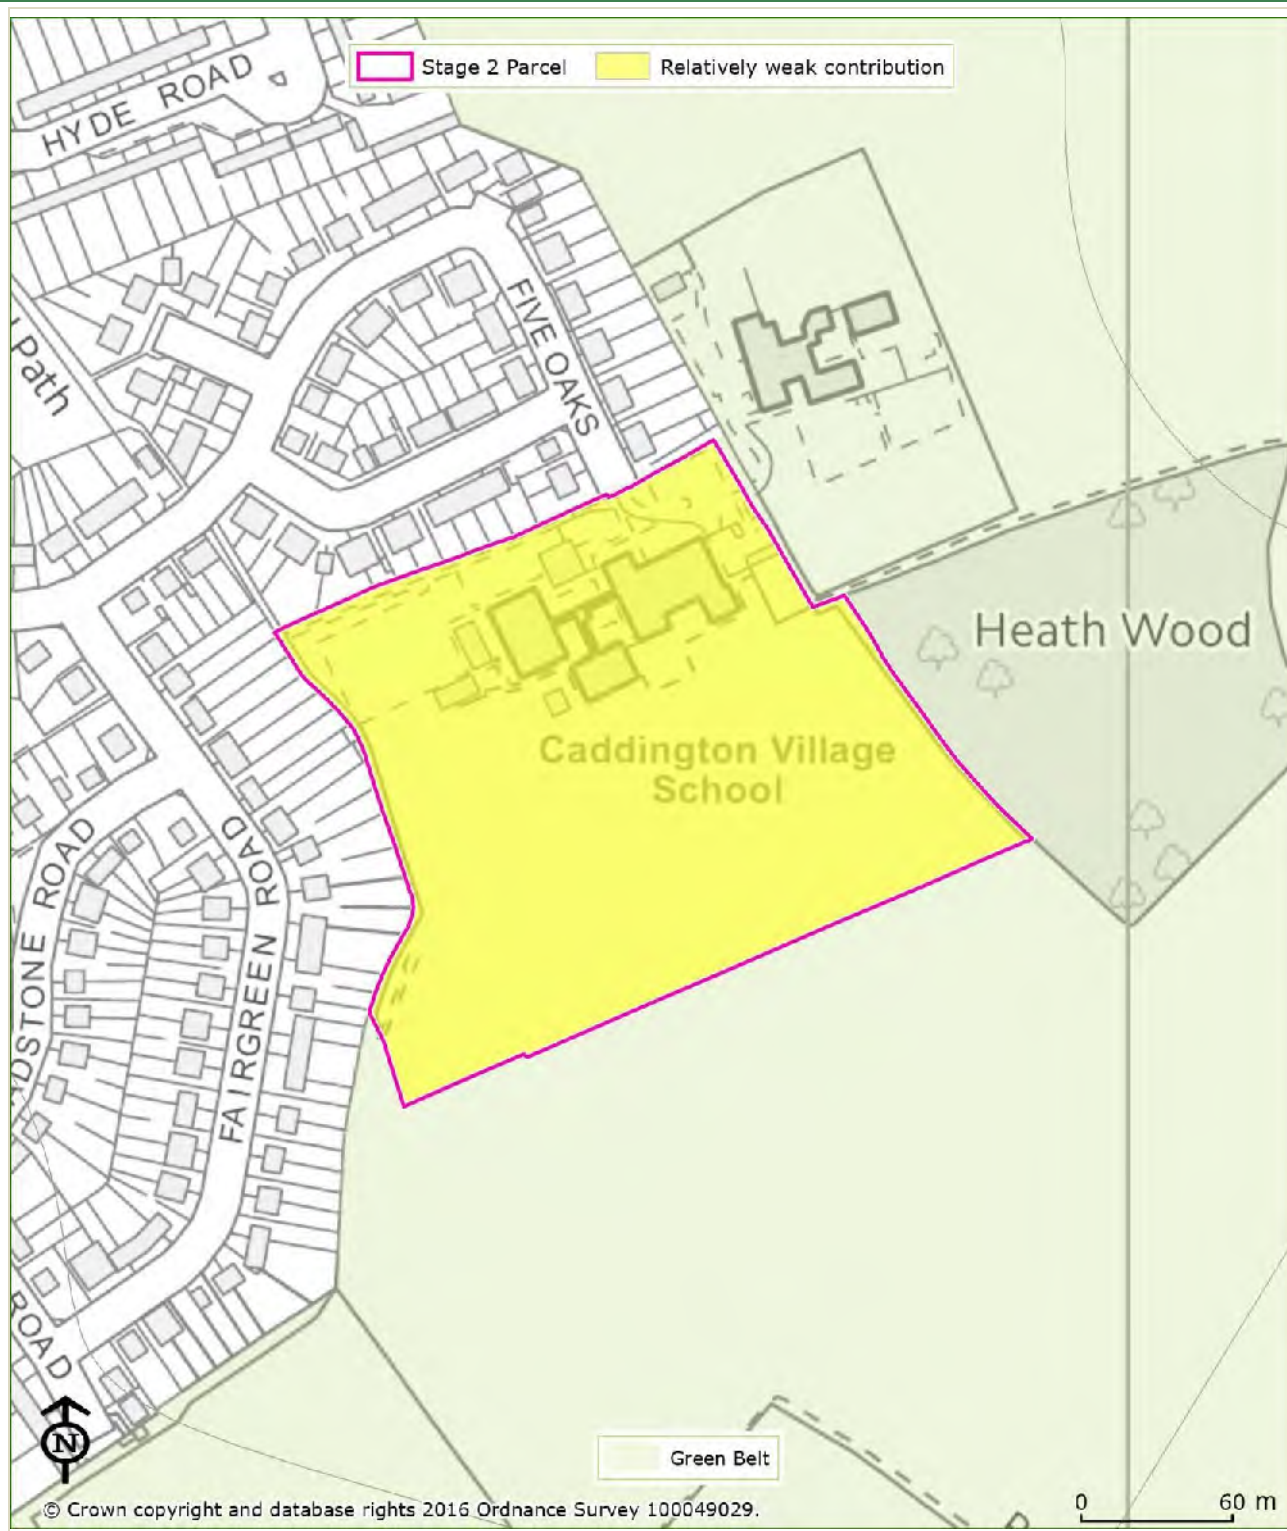 Stage 2 Parcel
Relatively weak contribution
HYDE ROAD
Path
FIVE OAKS
Heath Wood
Caddington Village
School
FAIRGREEN ROAD
ROAD
ROAD
N
Green Belt
© Crown copyright and database rights 2016 Ordnance Survey 100049029.
0
60 m